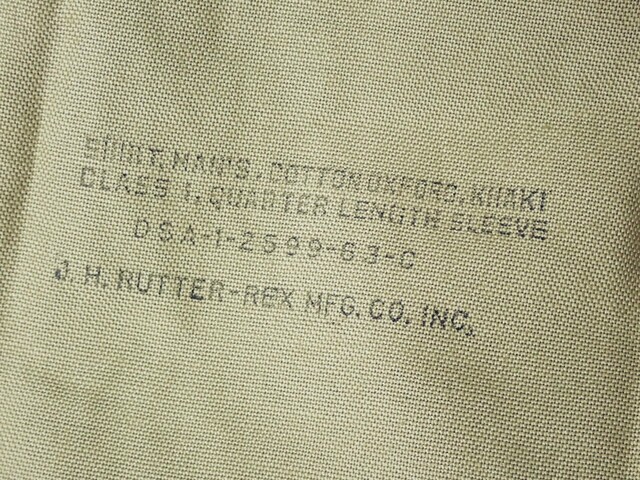 SHIRT, MAN'S, COTTON OXFORD, KHAKI
CLASS 1, QUARTER LENGTH SLEEVE
DSA-1-2599-63-C
J. H. RUTTER-REX MFG. CO. INC.